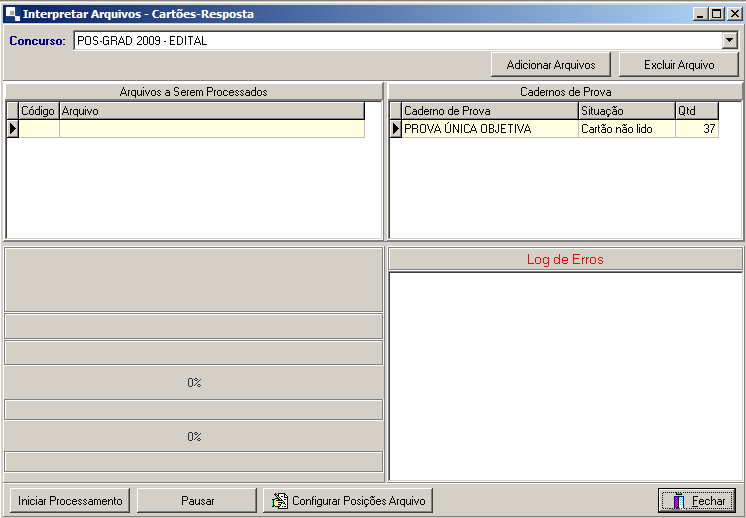 Interpretar Arquivos - Cartões-Resposta
Concurso: POS-GRAD 2009 - EDITAL
Adicionar Arquivos Excluir Arquivo
Arquivos a Serem Processados
Código Arquivo
Cadernos de Prova
Caderno de Prova Situação Qtd
PROVA ÚNICA OBJETIVA Cartão não lido 37
Log de Erros
0%
0%
Iniciar Processamento Pausar Configurar Posições Arquivo Fechar